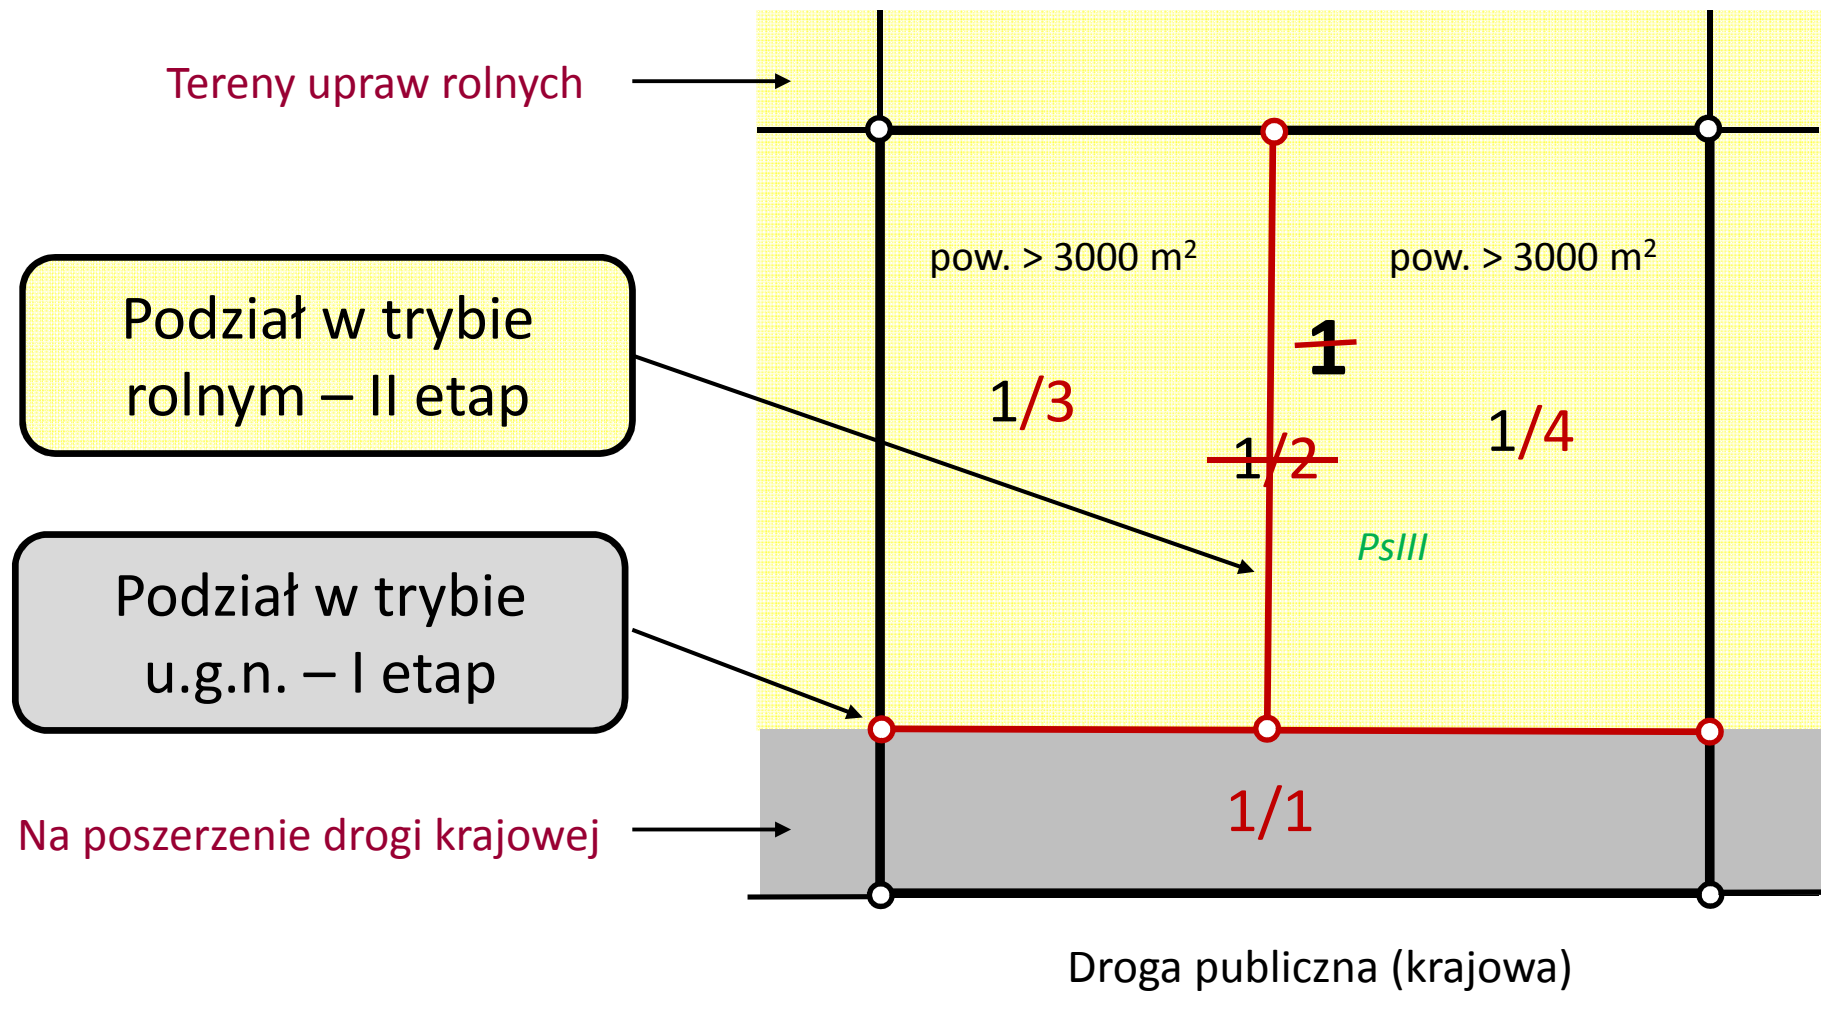 Tereny upraw rolnych
pow. > 3000 m²
pow. > 3000 m²
Podział w trybie
rolnym – II etap
1
1/3
1/4
1/2
PsIII
Podział w trybie
u.g.n. – I etap
1/1
Na poszerzenie drogi krajowej
Droga publiczna (krajowa)